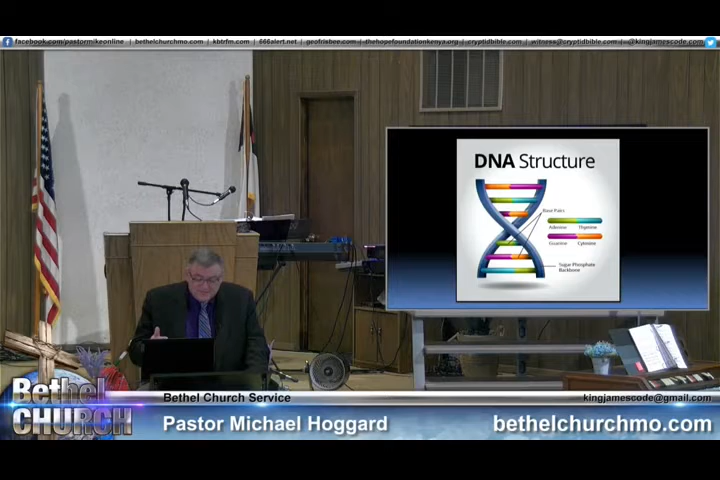 facebook.com/pastormikeonline | bethelchurchmo.com | kbtrfm.com | 666alert.net | geofrisbee.com | thehopefoundationkenya.org | cryptidbible.com | witness@cryptidbible.com | @kingjamescode.com
DNA Structure
Base Pairs
Adenine Thymine
Guanine Cytosine
Sugar Phosphate
Backbone
Bethel
CHURCH
Bethel Church Service
kingjamescode@gmail.com
Pastor Michael Hoggard
bethelchurchmo.com